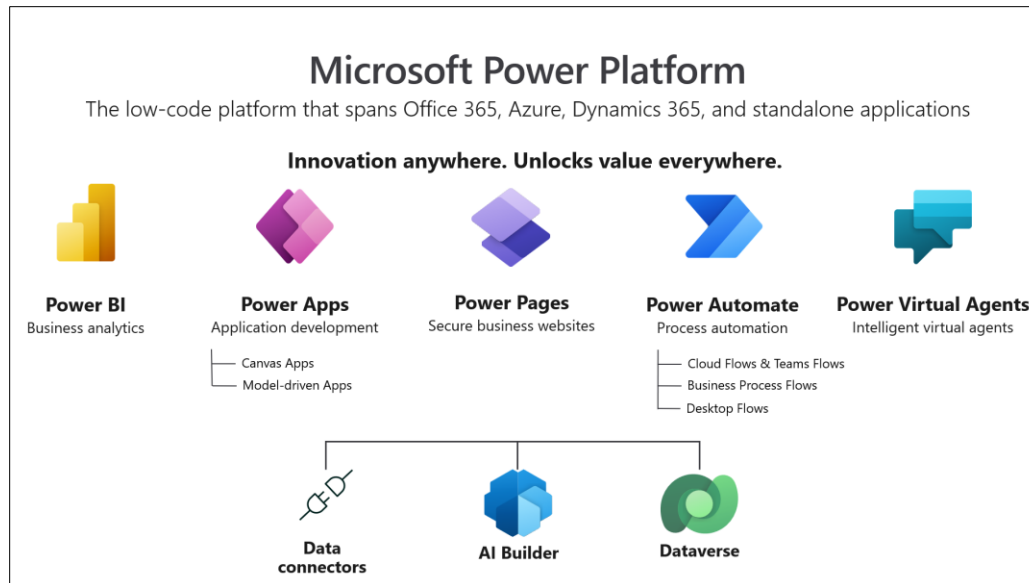 Microsoft Power Platform
The low-code platform that spans Office 365, Azure, Dynamics 365, and standalone applications
Innovation anywhere. Unlocks value everywhere.
Power BI
Business analytics
Power Apps
Application development
Canvas Apps
Model-driven Apps
Power Pages
Secure business websites
Power Automate
Process automation
Cloud Flows & Teams Flows
Business Process Flows
Desktop Flows
Power Virtual Agents
Intelligent virtual agents
Data
connectors
AI Builder
Dataverse